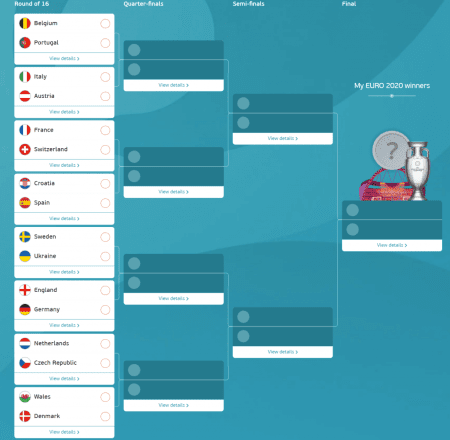 Round of 16
Quarter-finals
Semi-finals
Final
Belgium
Portugal
View details >
Italy
Austria
View details >
France
Switzerland
View details >
Croatia
Spain
View details >
Sweden
Ukraine
View details >
England
Germany
View details >
Netherlands
Czech Republic
View details >
Wales
Denmark
View details >
View details >
View details >
View details >
View details >
View details >
View details >
My EURO 2020 winners
?
View details >